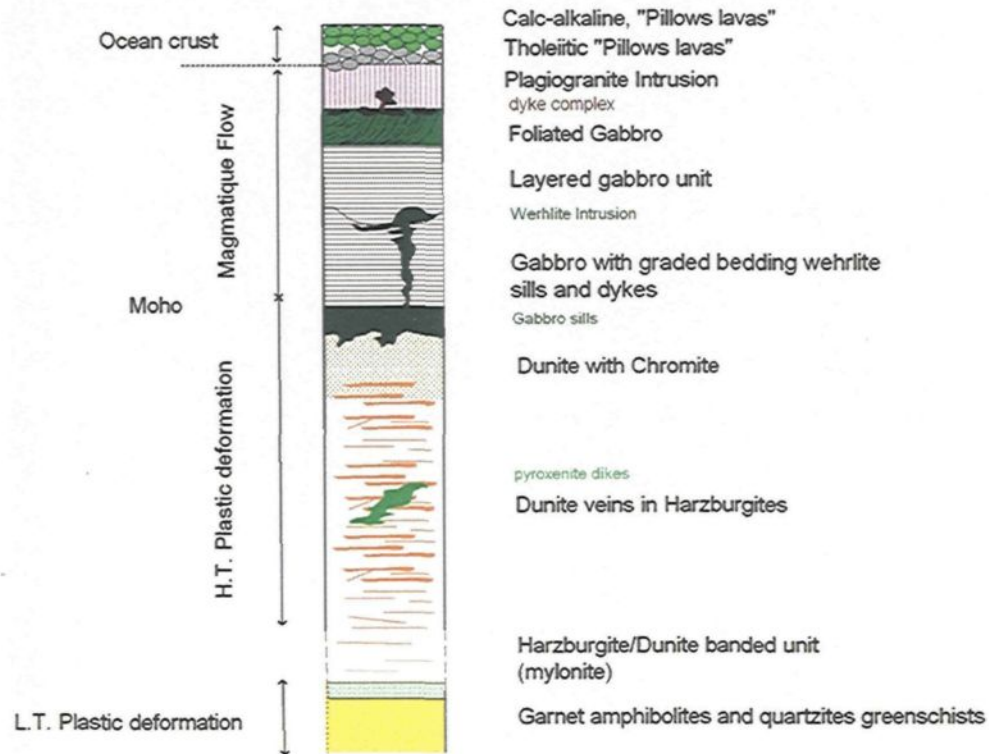 Calc-alkaline, "Pillows lavas"
Ocean crust
Tholeiitic "Pillows lavas"
Plagiogranite Intrusion
dyke complex
Foliated Gabbro
Magmatique Flow
Layered gabbro unit
Werhlite Intrusion
Gabbro with graded bedding wehrlite
sills and dykes
Moho
Gabbro sills
Dunite with Chromite
H.T. Plastic deformation
pyroxenite dikes
Dunite veins in Harzburgites
Harzburgite/Dunite banded unit
(mylonite)
L.T. Plastic deformation
Garnet amphibolites and quartzites greenschists